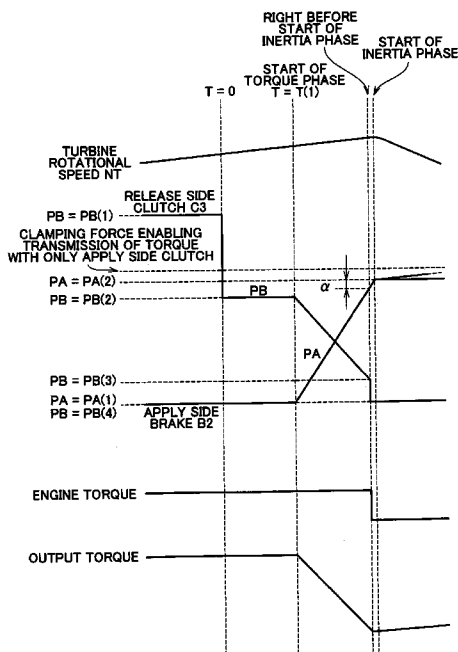 RIGHT BEFORE
START OF
INERTIA PHASE
START OF
INERTIA PHASE
START OF
TORQUE PHASE
T = 0
T = T(1)
TURBINE
ROTATIONAL
SPEED NT
RELEASE SIDE
CLUTCH C3
PB = PB(1)
CLAMPING FORCE ENABLING
TRANSMISSION OF TORQUE
WITH ONLY APPLY SIDE CLUTCH
PA = PA(2)
α
PB = PB(2)
PB
PA
PB = PB(3)
PA = PA(1)
PB = PB(4)
APPLY SIDE
BRAKE B2
ENGINE TORQUE
OUTPUT TORQUE